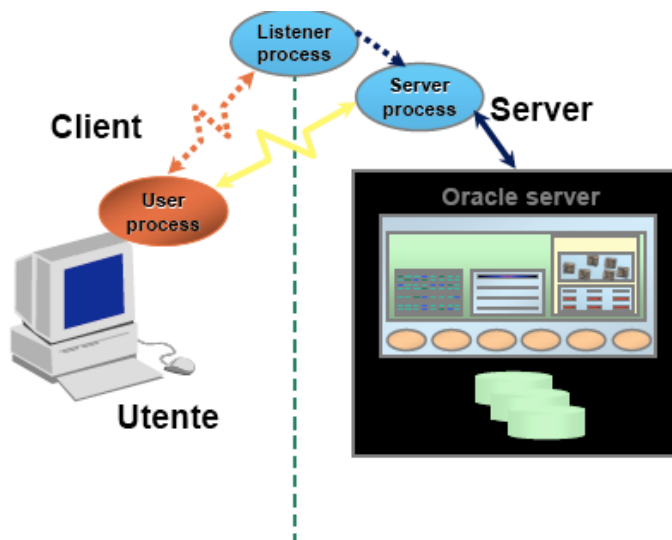 Listener
process
Server
process
Client
Server
User
process
Oracle server
Utente